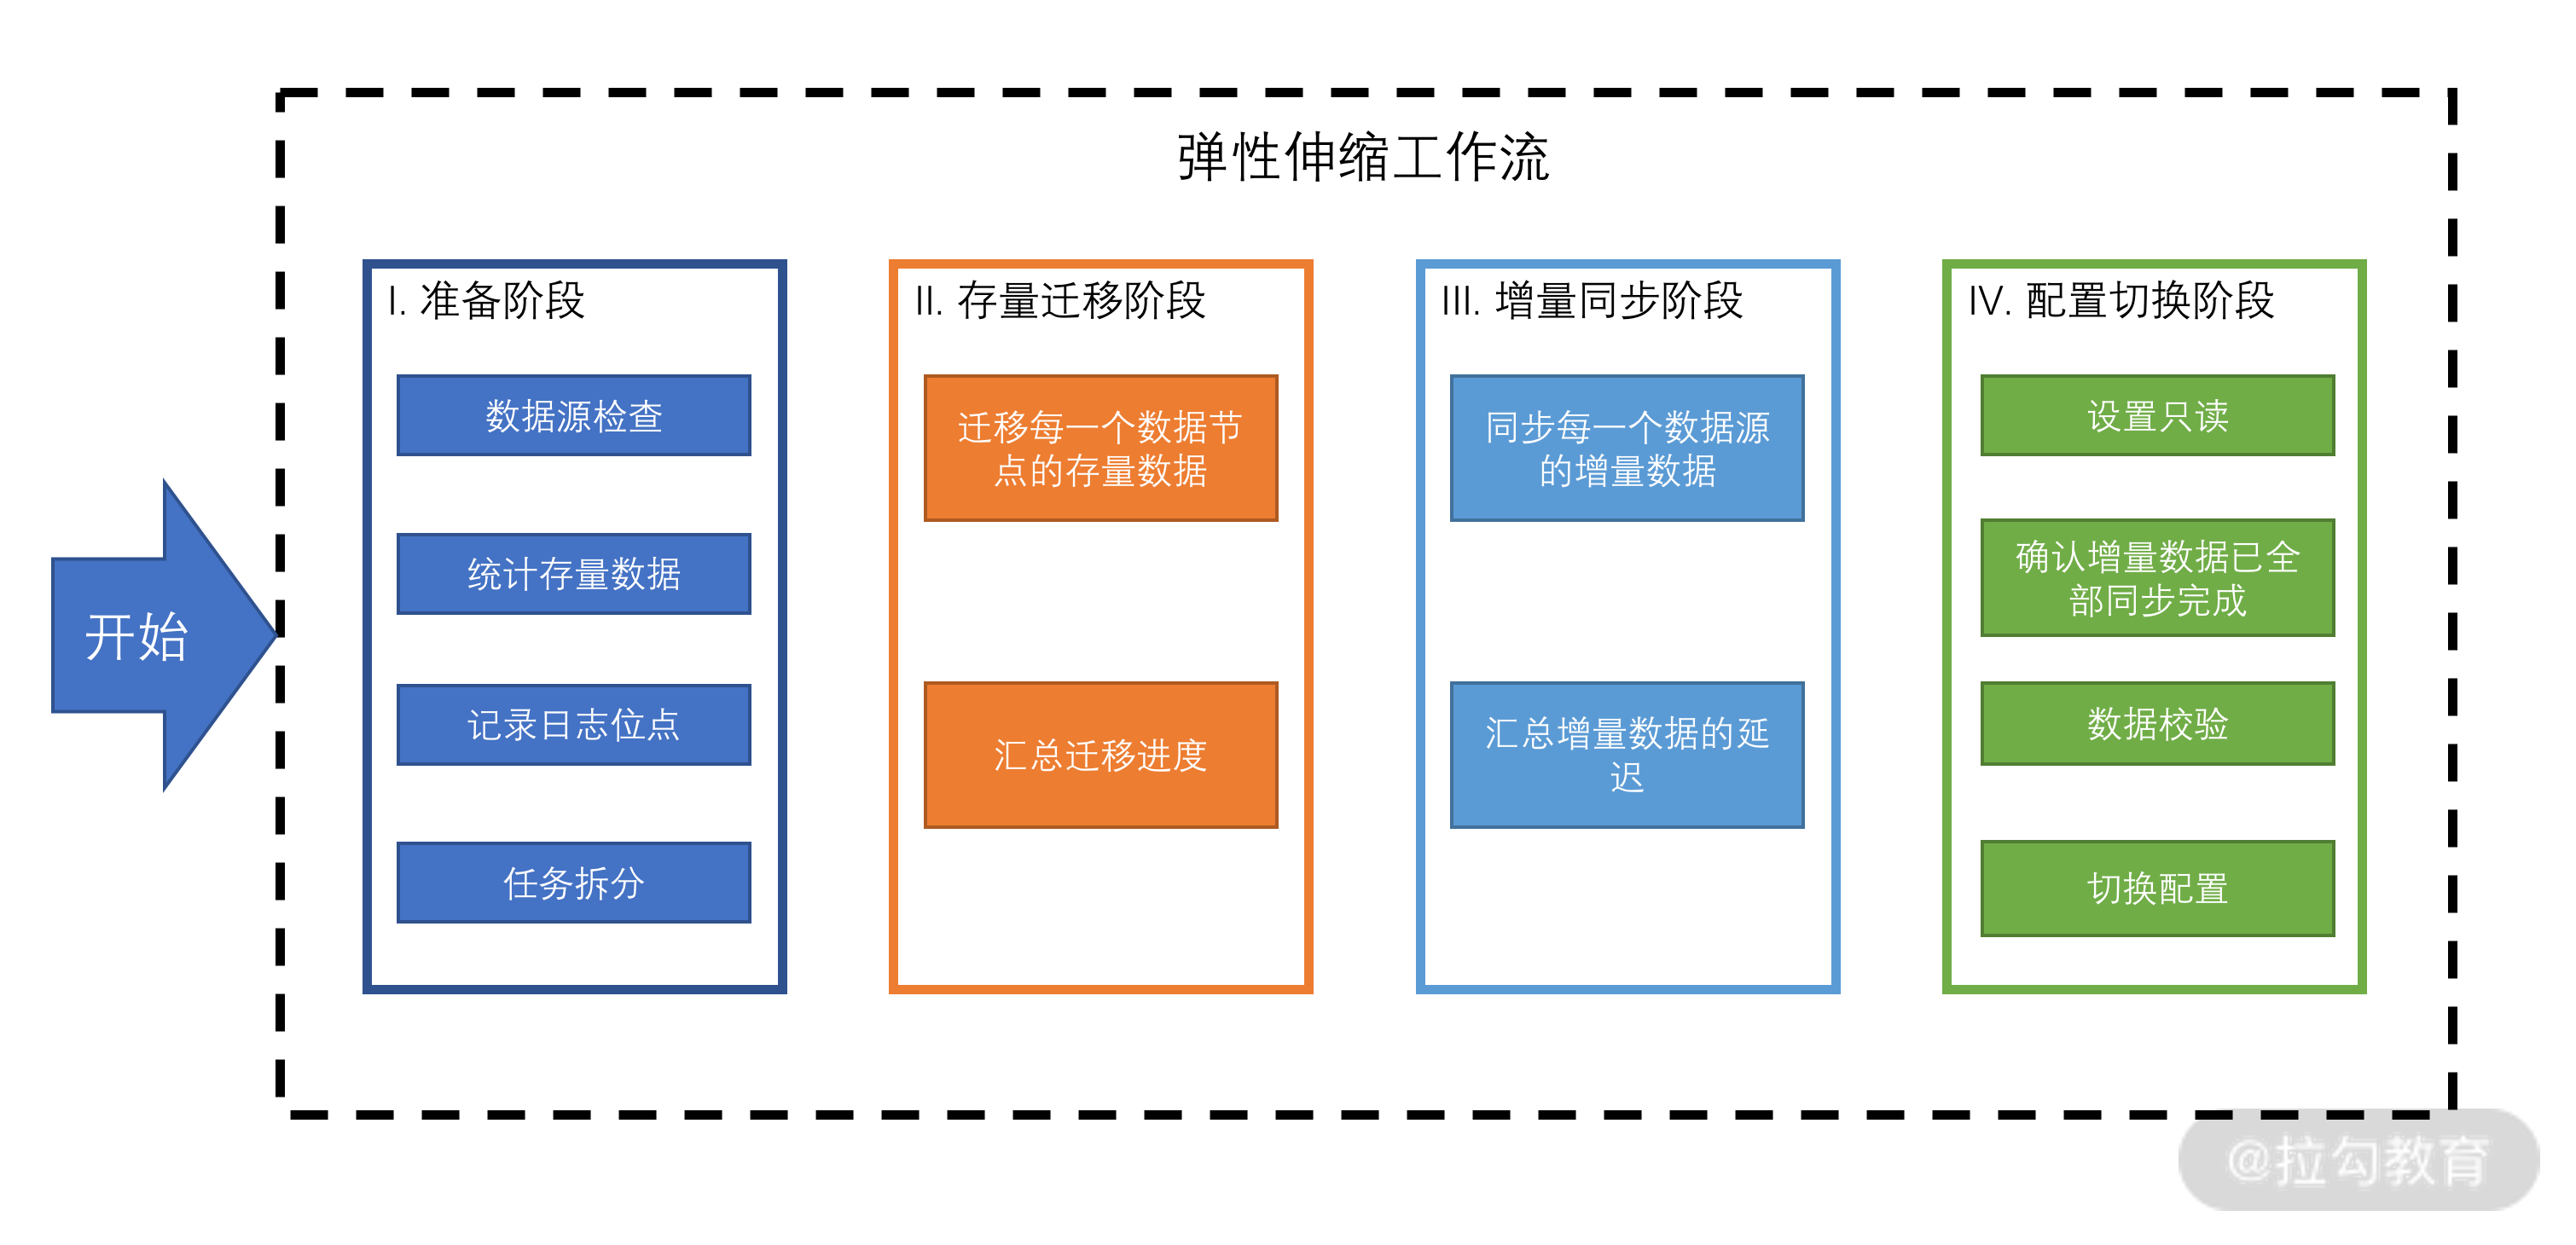 弹性伸缩工作流
开始
I. 准备阶段
数据源检查
统计存量数据
记录日志位点
任务拆分
II. 存量迁移阶段
迁移每一个数据节
点的存量数据
汇总迁移进度
III. 增量同步阶段
同步每一个数据源
的增量数据
汇总增量数据的延
迟
IV. 配置切换阶段
设置只读
确认增量数据已全
部同步完成
数据校验
切换配置
@拉勾教育